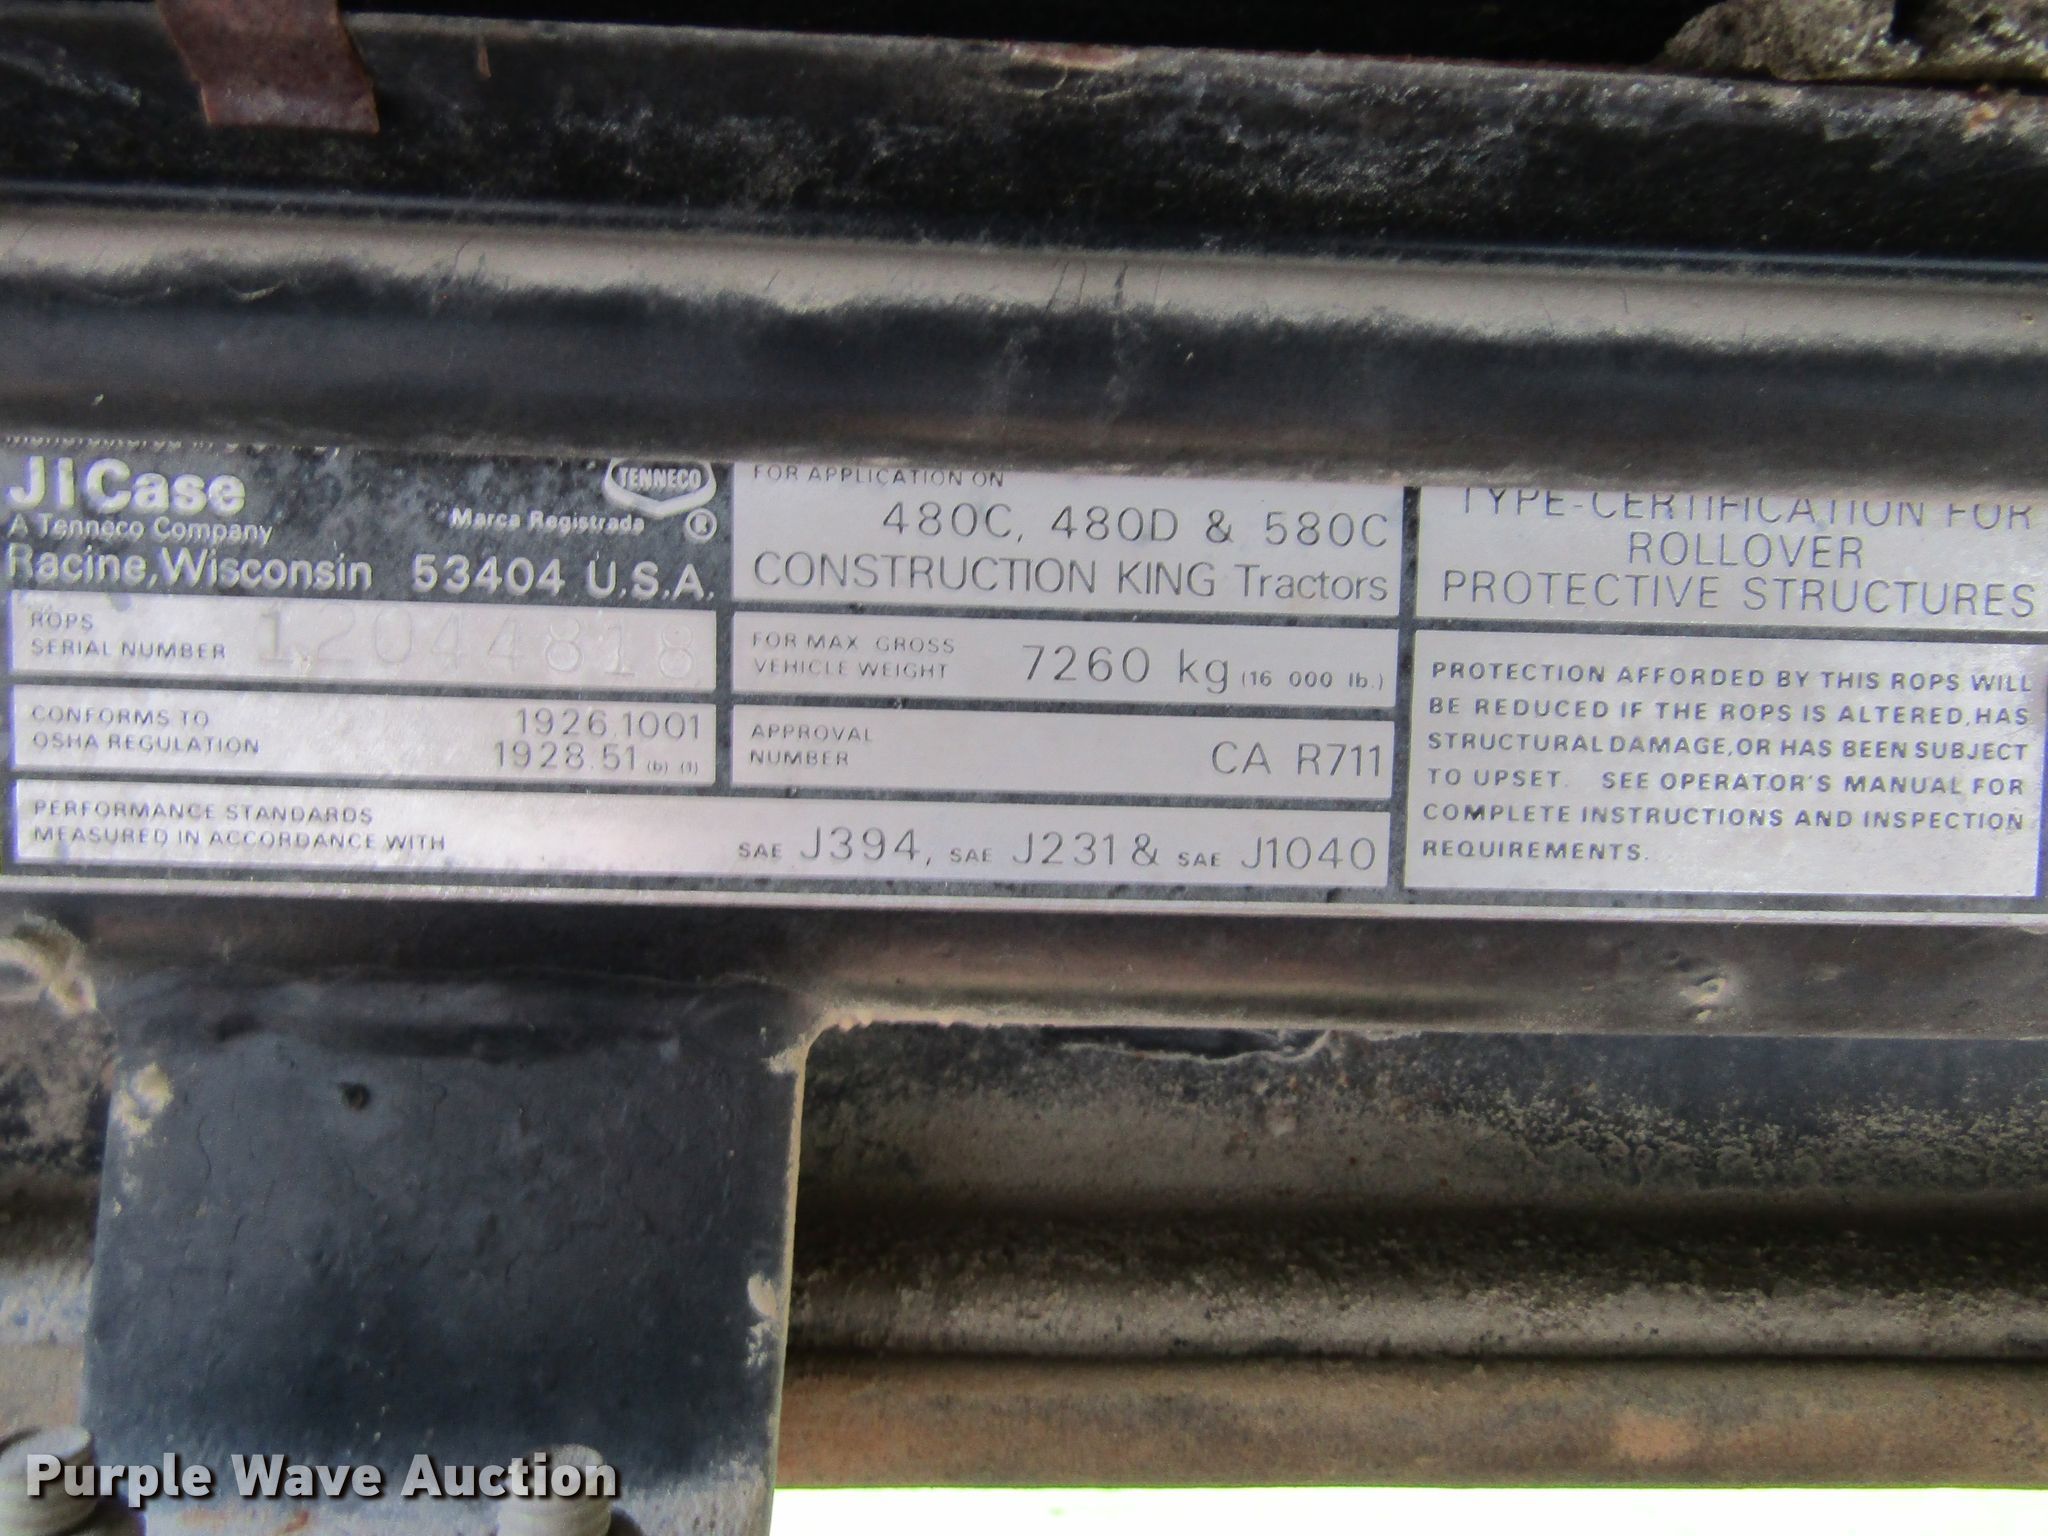 JI Case
TENNECO
A Tenneco Company
Marca Registrada ®
Racine, Wisconsin 53404 U.S.A.
ROPS
SERIAL NUMBER 12044818
CONFORMS TO 1926.1001
OSHA REGULATION 1928.51 (b) (1)
PERFORMANCE STANDARDS
MEASURED IN ACCORDANCE WITH SAE J394, SAE J231 & SAE J1040
FOR APPLICATION ON
480C, 480D & 580C
CONSTRUCTION KING Tractors
FOR MAX GROSS
VEHICLE WEIGHT 7260 kg (16 000 lb.)
APPROVAL
NUMBER CA R711
TYPE-CERTIFICATION FOR
ROLLOVER
PROTECTIVE STRUCTURES
PROTECTION AFFORDED BY THIS ROPS WILL
BE REDUCED IF THE ROPS IS ALTERED, HAS
STRUCTURAL DAMAGE, OR HAS BEEN SUBJECT
TO UPSET. SEE OPERATOR'S MANUAL FOR
COMPLETE INSTRUCTIONS AND INSPECTION
REQUIREMENTS.
Purple Wave Auction